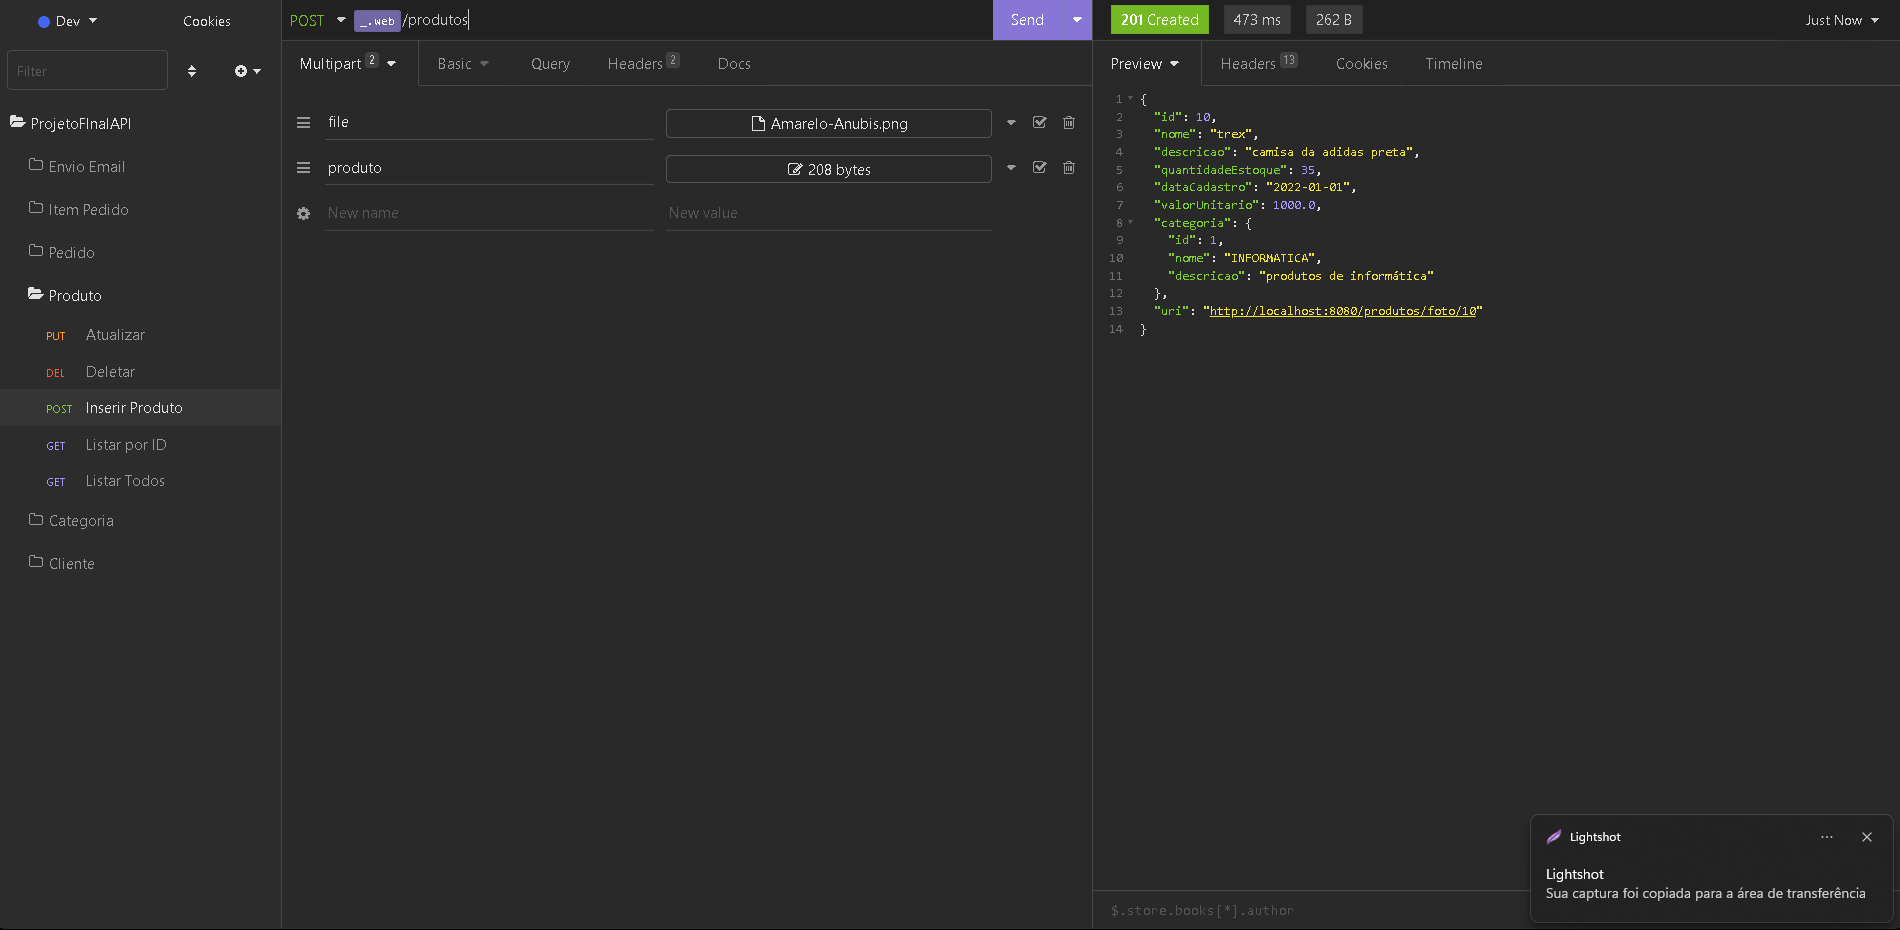 Dev
Cookies
Filter
ProjetoFInalAPI
Envio Email
Item Pedido
Pedido
Produto
PUT Atualizar
DEL Deletar
POST Inserir Produto
GET Listar por ID
GET Listar Todos
Categoria
Cliente
POST _.web /produtos
Send
Multipart 2
Basic
Query
Headers 2
Docs
file
Amarelo-Anubis.png
produto
208 bytes
New name
New value
201 Created
473 ms
262 B
Just Now
Preview
Headers 13
Cookies
Timeline
1 {
2 "id": 10,
3 "nome": "trex",
4 "descricao": "camisa da adidas preta",
5 "quantidadeEstoque": 35,
6 "dataCadastro": "2022-01-01",
7 "valorUnitario": 1000.0,
8 "categoria": {
9 "id": 1,
10 "nome": "INFORMATICA",
11 "descricao": "produtos de informática"
12 },
13 "uri": "http://localhost:8080/produtos/foto/10"
14 }
$.store.books[*].author
Lightshot
Lightshot
Sua captura foi copiada para a área de transferência